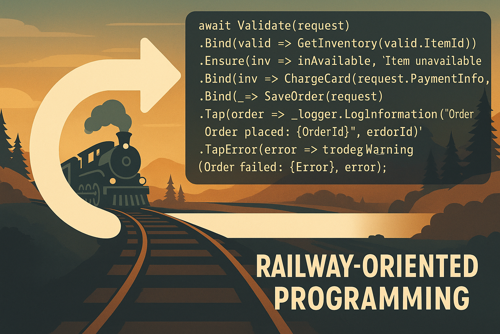 await Validate(request)
.Bind(valid => GetInventory(valid.ItemId))
.Ensure(inv => inAvailable, 'Item unavailable
.Bind(inv => ChargeCard(request.PaymentInfo,
.Bind(_=> SaveOrder(request)
.Tap(order => _logger.LogInformation ("Order
Order placed: {OrderId}", erdorId)'
.TapError(error => trodeg Warning
(Order failed: {Error}, error);
RAILWAY-ORIENTED
PROGRAMMING